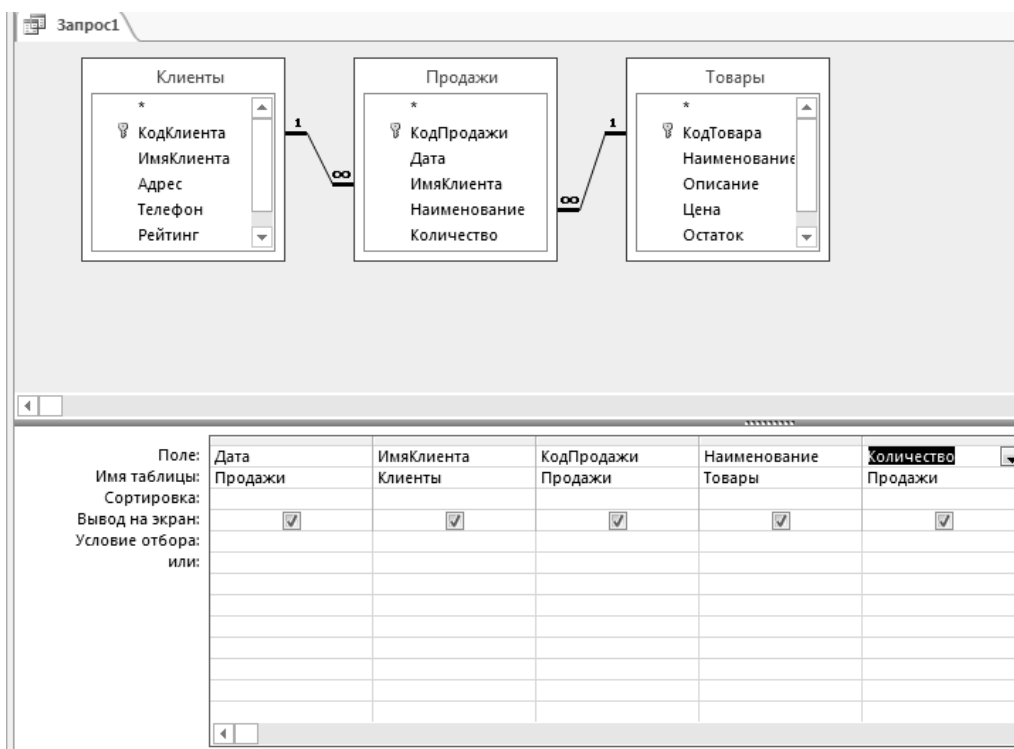 Запрос1
Клиенты
*
КодКлиента
ИмяКлиента
Адрес
Телефон
Рейтинг
1
∞
Продажи
*
КодПродажи
Дата
ИмяКлиента
Наименование
Количество
1
∞
Товары
*
КодТовара
Наименование
Описание
Цена
Остаток
Поле: Дата ИмяКлиента КодПродажи Наименование Количество
Имя таблицы: Продажи Клиенты Продажи Товары Продажи
Сортировка:
Вывод на экран:
Условие отбора:
или: